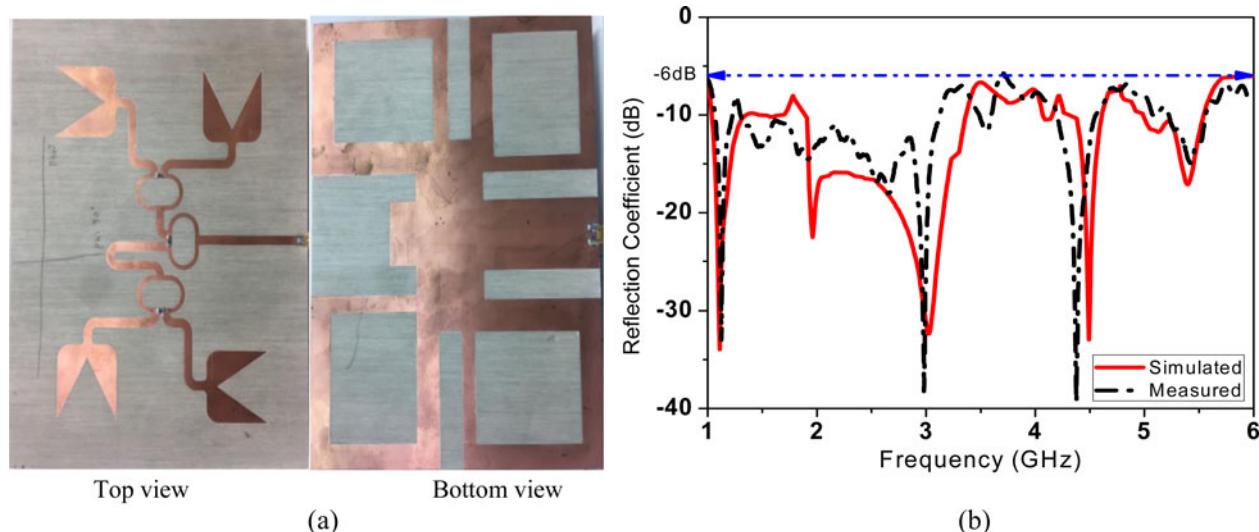 Top view
Bottom view
(a)
0
-6dB
-10
-20
-30
-40
Reflection Coefficient (dB)
Simulated
Measured
1
2
3
4
5
6
Frequency (GHz)
(b)